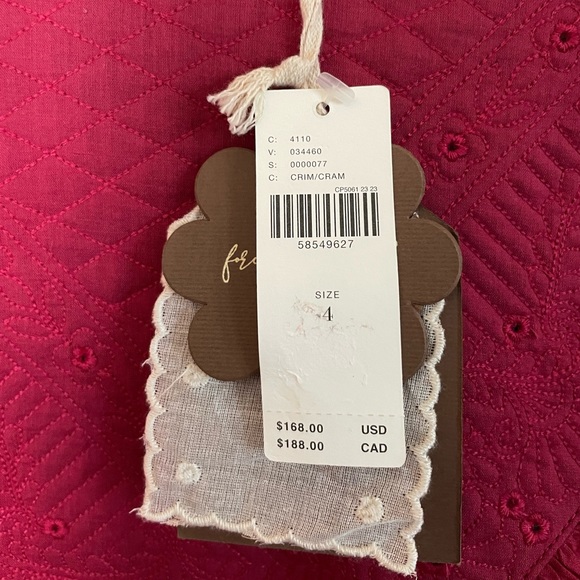 C: 4110
V: 034460
S: 0000077
C: CRIM/CRAM
CP5061 23 23
58549627
SIZE
4
$168.00 USD
$188.00 CAD